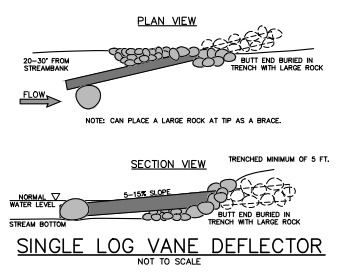 PLAN VIEW
20-30° FROM
STREAMBANK
BUTT END BURIED IN
TRENCH WITH LARGE ROCK
FLOW
NOTE: CAN PLACE A LARGE ROCK AT TIP AS A BRACE.
SECTION VIEW
TRENCHED MINIMUM OF 5 FT.
5-15% SLOPE
NORMAL
WATER LEVEL
STREAM BOTTOM
BUTT END BURIED IN
TRENCH WITH LARGE ROCK
SINGLE LOG VANE DEFLECTOR
NOT TO SCALE